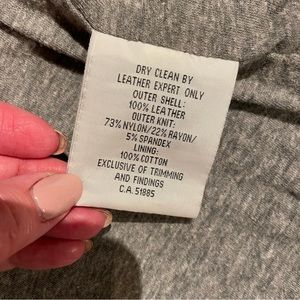 DRY CLEAN BY
LEATHER EXPERT ONLY
OUTER SHELL:
100% LEATHER
OUTER KNIT:
73% NYLON/22% RAYON/
5% SPANDEX
LINING:
100% COTTON
EXCLUSIVE OF TRIMMING
AND FINDINGS
C.A. 51885